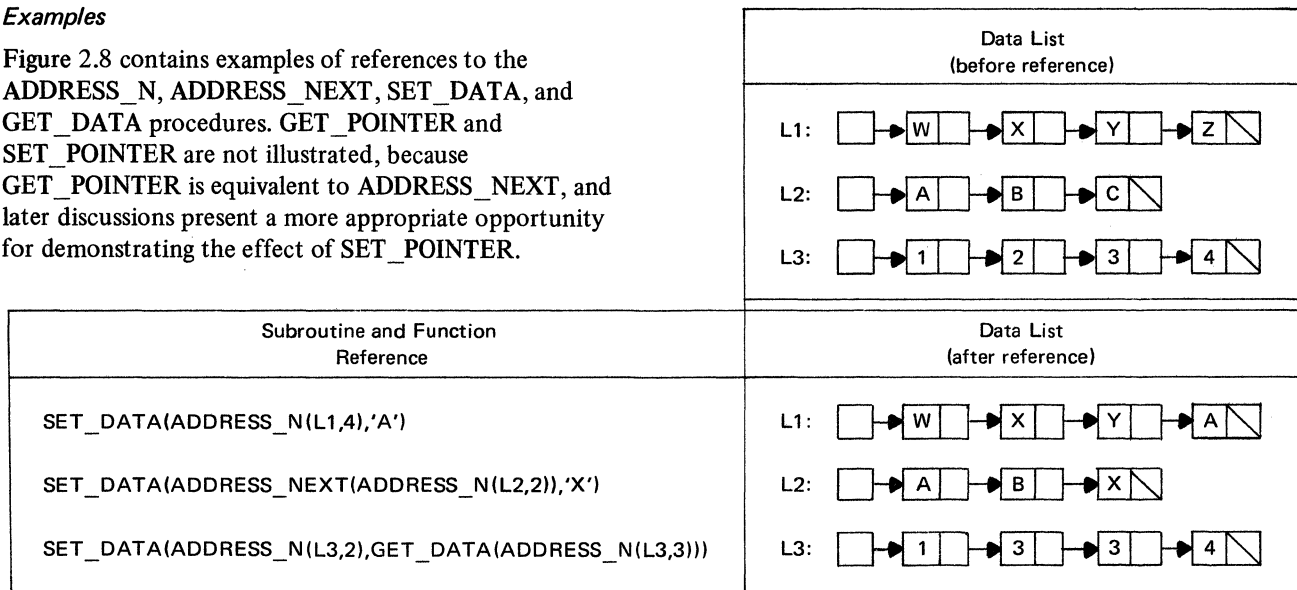 Examples
Figure 2.8 contains examples of references to the
ADDRESS_N, ADDRESS_NEXT, SET_DATA, and
GET_DATA procedures. GET_POINTER and
SET_POINTER are not illustrated, because
GET_POINTER is equivalent to ADDRESS_NEXT, and
later discussions present a more appropriate opportunity
for demonstrating the effect of SET_POINTER.
Data List
(before reference)
L1: W X Y Z
L2: A B C
L3: 1 2 3 4
Subroutine and Function
Reference
Data List
(after reference)
SET_DATA(ADDRESS_N(L1,4),'A')
L1: W X Y A
SET_DATA(ADDRESS_NEXT(ADDRESS_N(L2,2)),'X')
L2: A B X
SET_DATA(ADDRESS_N(L3,2),GET_DATA(ADDRESS_N(L3,3)))
L3: 1 3 3 4